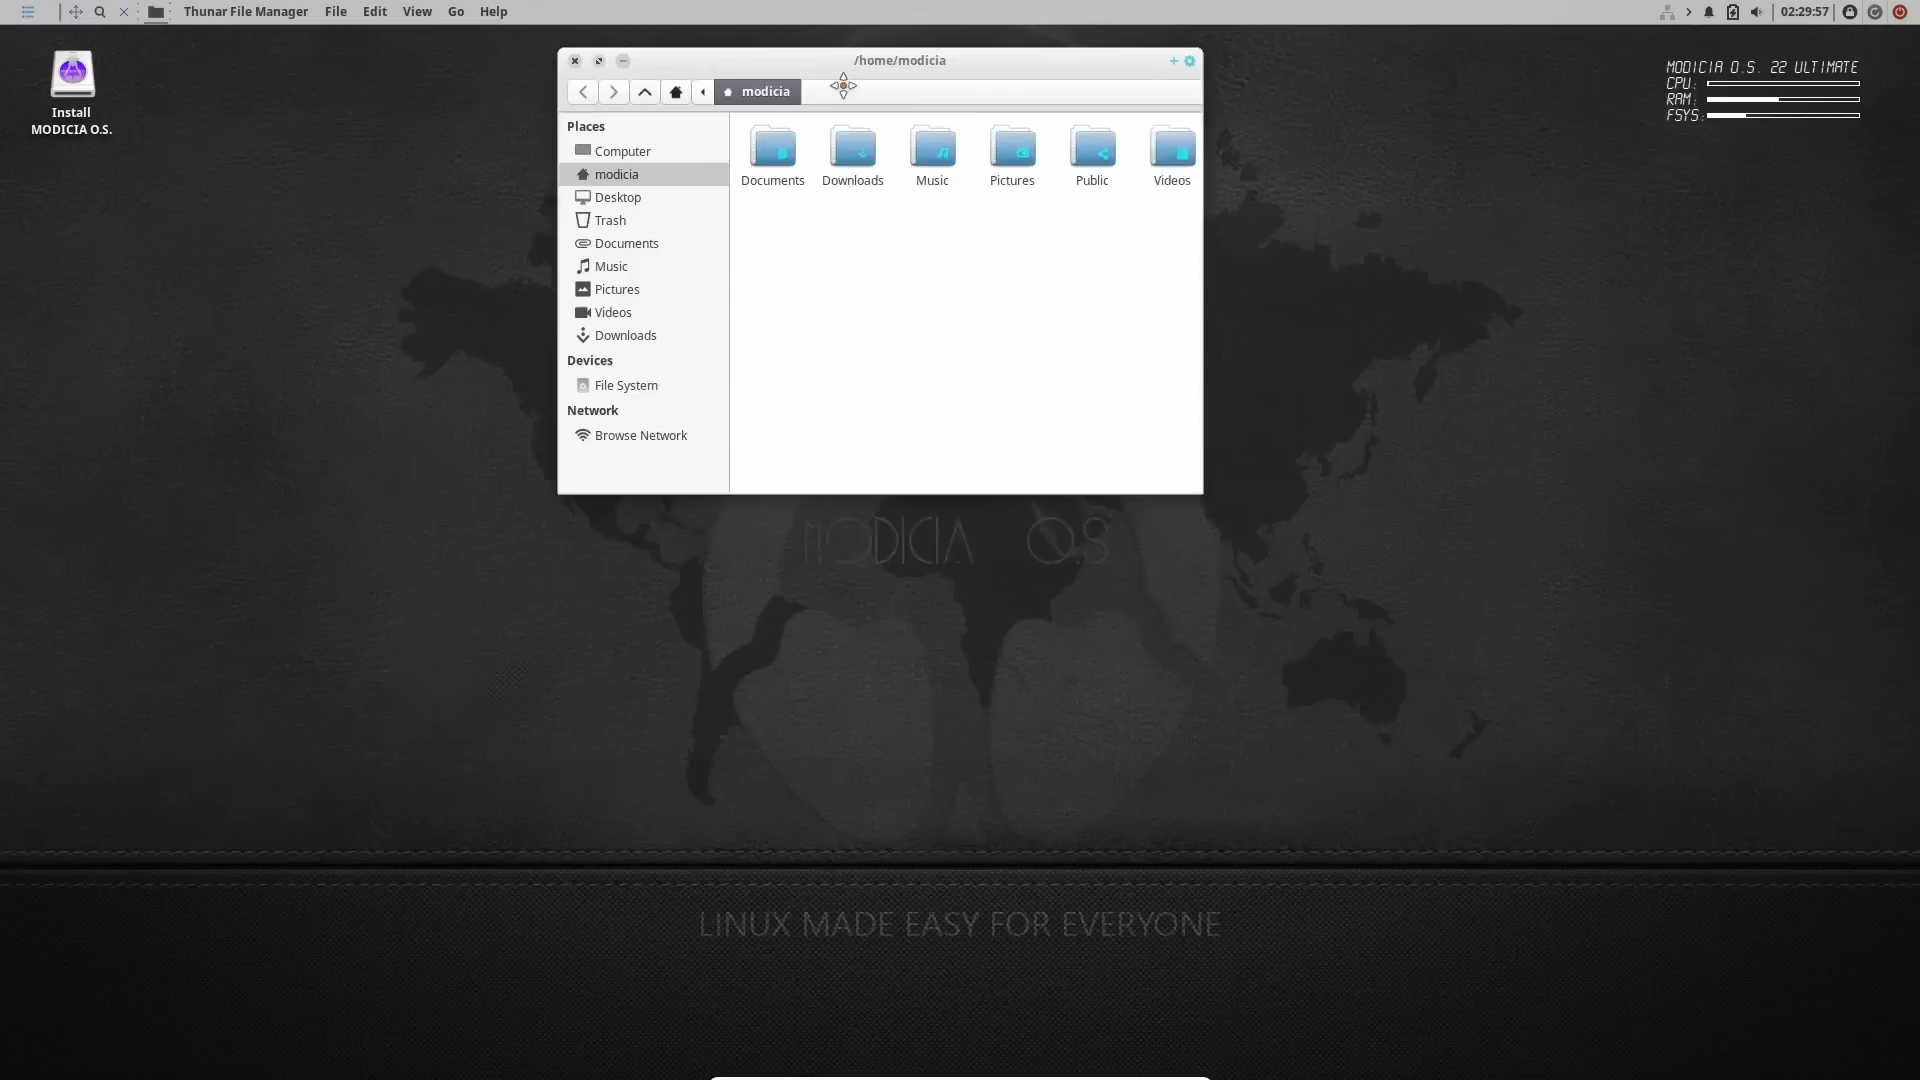 Thunar File Manager File Edit View Go Help 02:29:57
Install
MODICIA O.S.
/home/modicia
modicia
Places
Computer
modicia
Desktop
Trash
Documents
Music
Pictures
Videos
Downloads
Devices
File System
Network
Browse Network
Documents Downloads Music Pictures Public Videos
MODICIA O.S. 22 ULTIMATE
CPU:
RAM:
FSYS:
MODICIA O.S
LINUX MADE EASY FOR EVERYONE